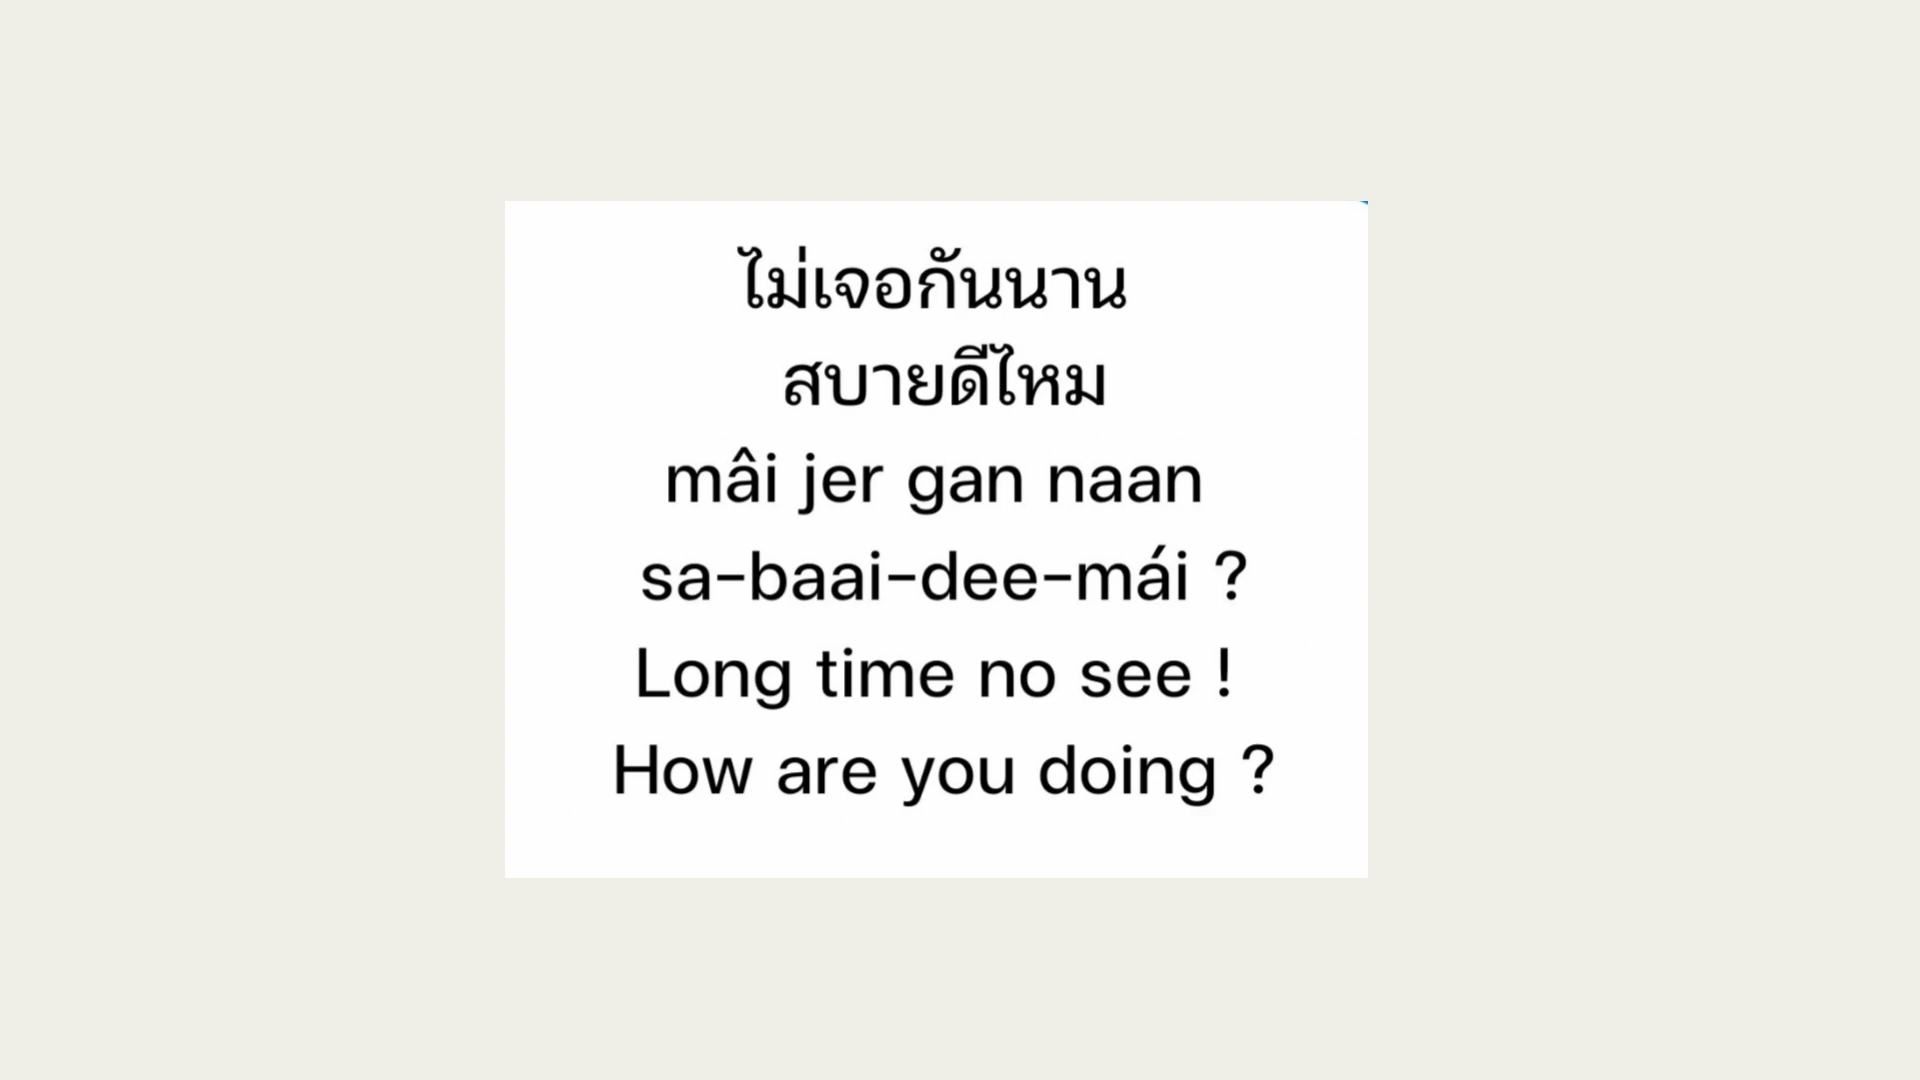 ไม่เจอกันนาน
สบายดีไหม
mâi jer gan naan
sa-baai-dee-mái ?
Long time no see !
How are you doing ?